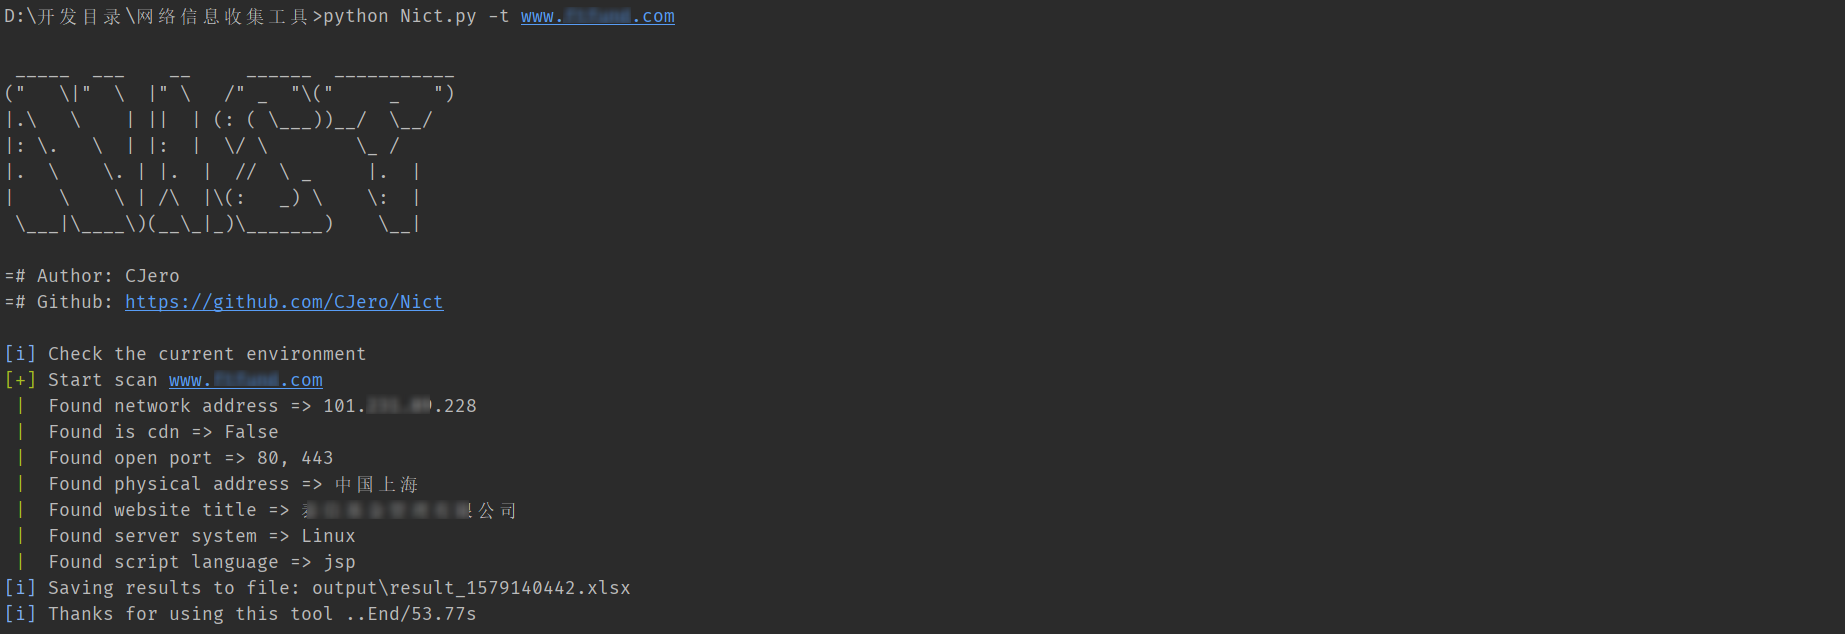 D:\开发目录\网络信息收集工具>python Nict.py -t www. .com
 _____  ___    __     ______  ___________
("   \|"  \  |" \   /" _  "\("     _   ")
|.\   \    | ||  | (: ( \___))__/  \__/
|: \.   \  | |:  |  \/ \        \_ /
|.  \    \. | |.  |  //  \ _     |.  |
|    \    \ | /\  |\(:   _) \    \:  |
 \___|\____\)(__\_|_)\_______)    \__|
=# Author: CJero
=# Github: https://github.com/CJero/Nict
[i] Check the current environment
[+] Start scan www. .com
 |  Found network address => 101. .228
 |  Found is cdn => False
 |  Found open port => 80, 443
 |  Found physical address => 中国上海
 |  Found website title => 公司
 |  Found server system => Linux
 |  Found script language => jsp
[i] Saving results to file: output\result_1579140442.xlsx
[i] Thanks for using this tool ..End/53.77s